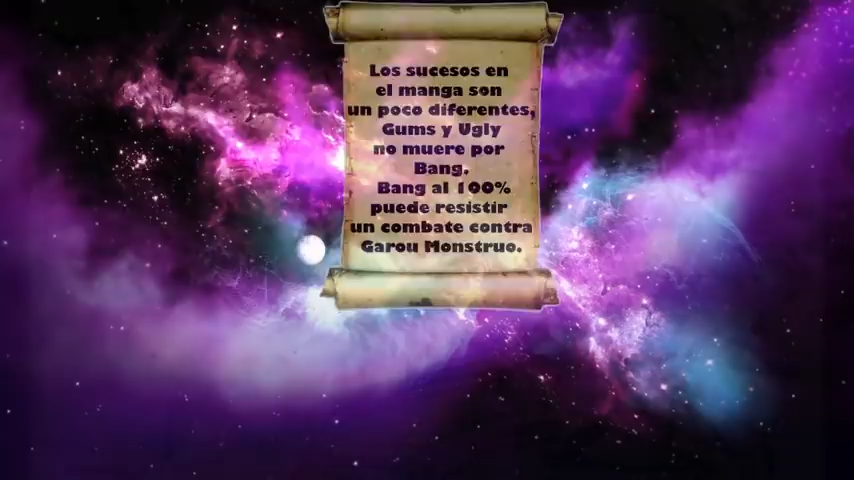 Los sucesos en
el manga son
un poco diferentes,
Gums y Ugly
no muere por
Bang.
Bang al 100%
puede resistir
un combate contra
Garou Monstruo.